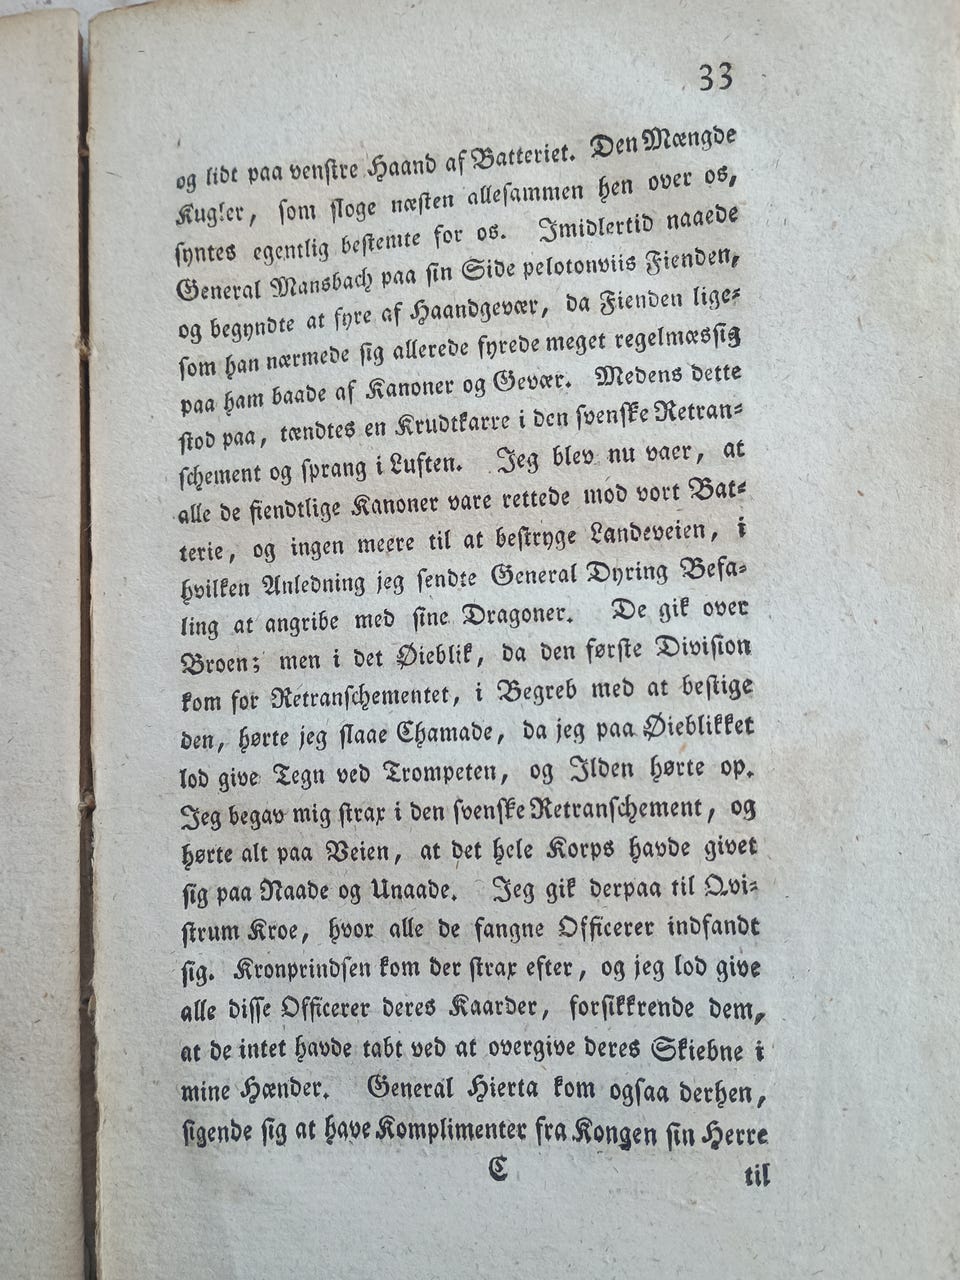 33
og lidt paa venstre Haand af Batteriet. Den Mængde
Kugler, som sloge næsten allesammen hen over os,
syntes egentlig bestemte for os. Imidlertid naaede
General Mansbach paa sin Side pelotonviis Fienden,
og begyndte at fyre af Haandgevær, da Fienden lige-
som han nærmede sig allerede fyrede meget regelmæssig
paa ham baade af Kanoner og Gevær. Medens dette
stod paa, tændtes en Krudtkarre i den svenske Retran-
schement og sprang i Luften. Jeg blev nu vaer, at
alle de fiendtlige Kanoner vare rettede mod vort Bat-
terie, og ingen meere til at bestryge Landeveien, i
hvilken Anledning jeg sendte General Dyring Befa-
ling at angribe med sine Dragoner. De gik over
Broen; men i det Øieblik, da den første Division
kom for Retranschementet, i Begreb med at bestige
den, hørte jeg slaae Chamade, da jeg paa Øieblikket
lod give Tegn ved Trompeten, og Ilden hørte op.
Jeg begav mig strax i den svenske Retranschement, og
hørte alt paa Veien, at det hele Korps havde givet
sig paa Naade og Unaade. Jeg gik derpaa til Qvi-
strum Kroe, hvor alle de fangne Officerer indfandt
sig. Kronprindsen kom der strax efter, og jeg lod give
alle disse Officerer deres Kaarder, forsikkrende dem,
at de intet havde tabt ved at overgive deres Skiebne i
mine Hænder. General Hierta kom ogsaa derhen,
sigende sig at have Komplimenter fra Kongen sin Herre
C til